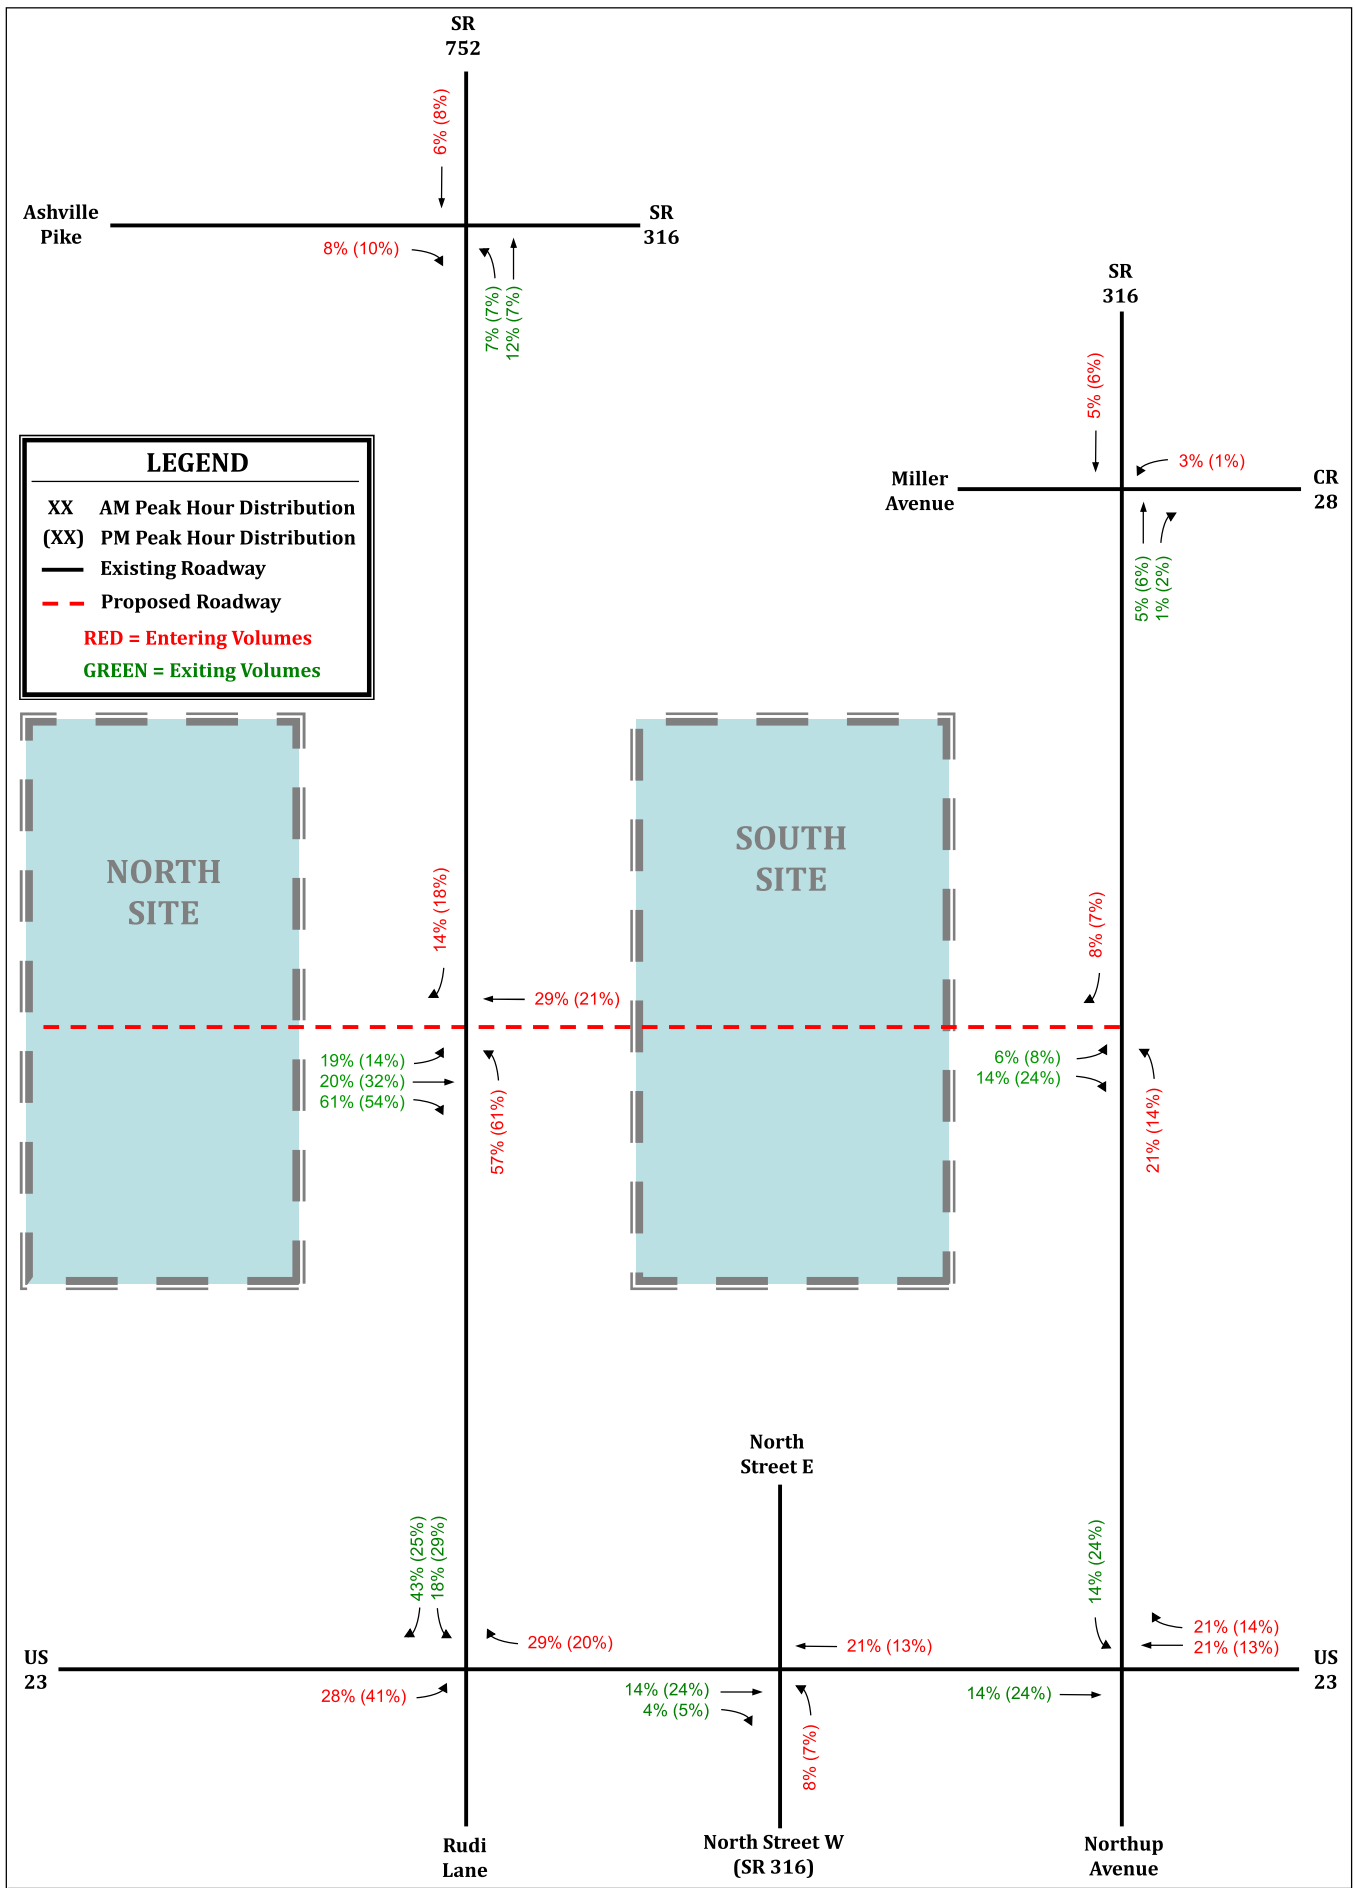 SR
752
6% (8%)
Ashville
Pike
SR
316
8% (10%)
7% (7%)
12% (7%)
SR
316
5% (6%)
3% (1%)
Miller
Avenue
CR
28
5% (6%)
1% (2%)
LEGEND
XX AM Peak Hour Distribution
(XX) PM Peak Hour Distribution
Existing Roadway
Proposed Roadway
RED = Entering Volumes
GREEN = Exiting Volumes
NORTH
SITE
SOUTH
SITE
14% (18%)
29% (21%)
19% (14%)
20% (32%)
61% (54%)
57% (61%)
8% (7%)
6% (8%)
14% (24%)
21% (14%)
North
Street E
43% (25%)
18% (29%)
14% (24%)
29% (20%)
21% (13%)
21% (14%)
21% (13%)
US
23
US
23
28% (41%)
14% (24%)
4% (5%)
8% (7%)
14% (24%)
Rudi
Lane
North Street W
(SR 316)
Northup
Avenue